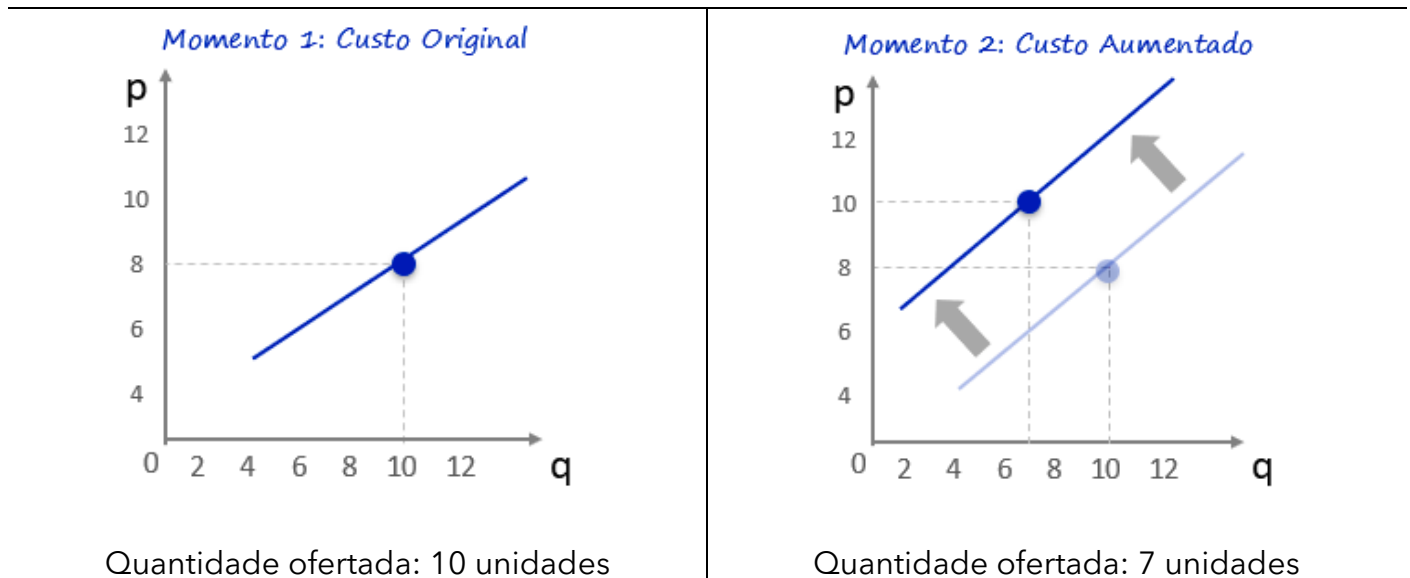 Momento 1: Custo Original
p
12
10
8
6
4
0 2 4 6 8 10 12 q
Quantidade ofertada: 10 unidades
Momento 2: Custo Aumentado
p
12
10
8
6
4
0 2 4 6 8 10 12 q
Quantidade ofertada: 7 unidades